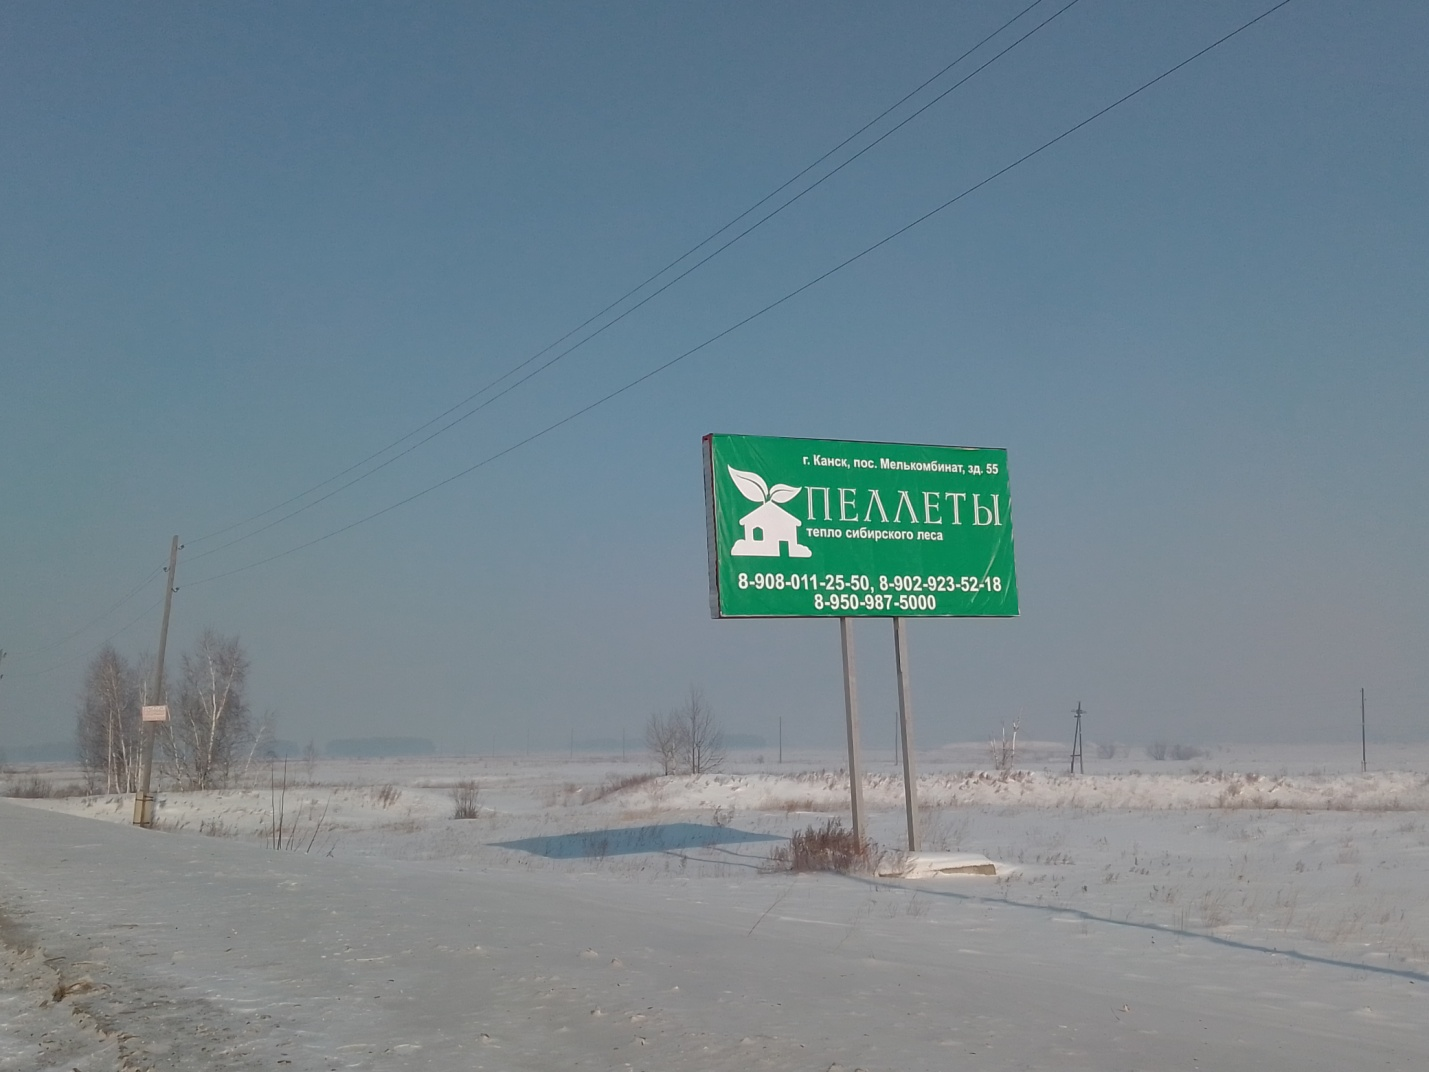 г. Канск, пос. Мелькомбинат, зд. 55
ПЕЛЛЕТЫ
тепло сибирского леса
8-908-011-25-50, 8-902-923-52-18
8-950-987-5000